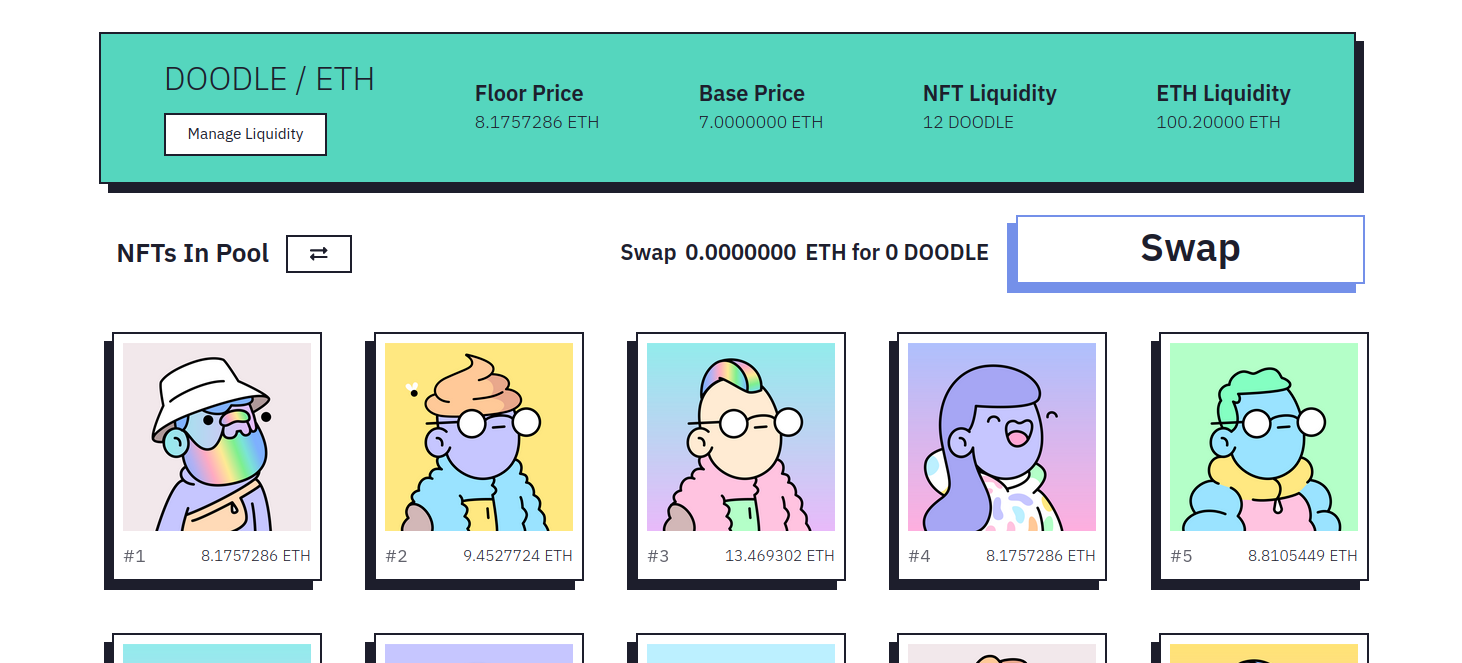 DOODLE / ETH
Manage Liquidity
Floor Price
8.1757286 ETH
Base Price
7.0000000 ETH
NFT Liquidity
12 DOODLE
ETH Liquidity
100.20000 ETH
NFTs In Pool
Swap 0.0000000 ETH for 0 DOODLE
Swap
#1 8.1757286 ETH
#2 9.4527724 ETH
#3 13.469302 ETH
#4 8.1757286 ETH
#5 8.8105449 ETH